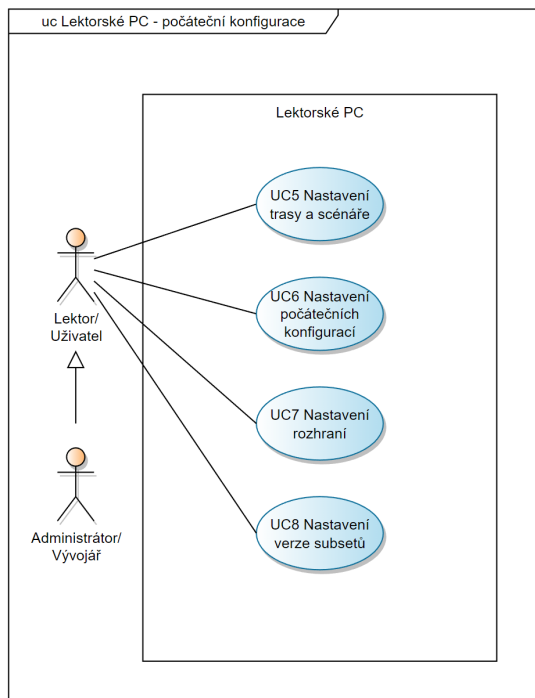 uc Lektorské PC - počáteční konfigurace
Lektorské PC
UC5 Nastavení
trasy a scénáře
UC6 Nastavení
počátečních
konfigurací
UC7 Nastavení
rozhraní
UC8 Nastavení
verze subsetů
Lektor/
Uživatel
Administrátor/
Vývojář